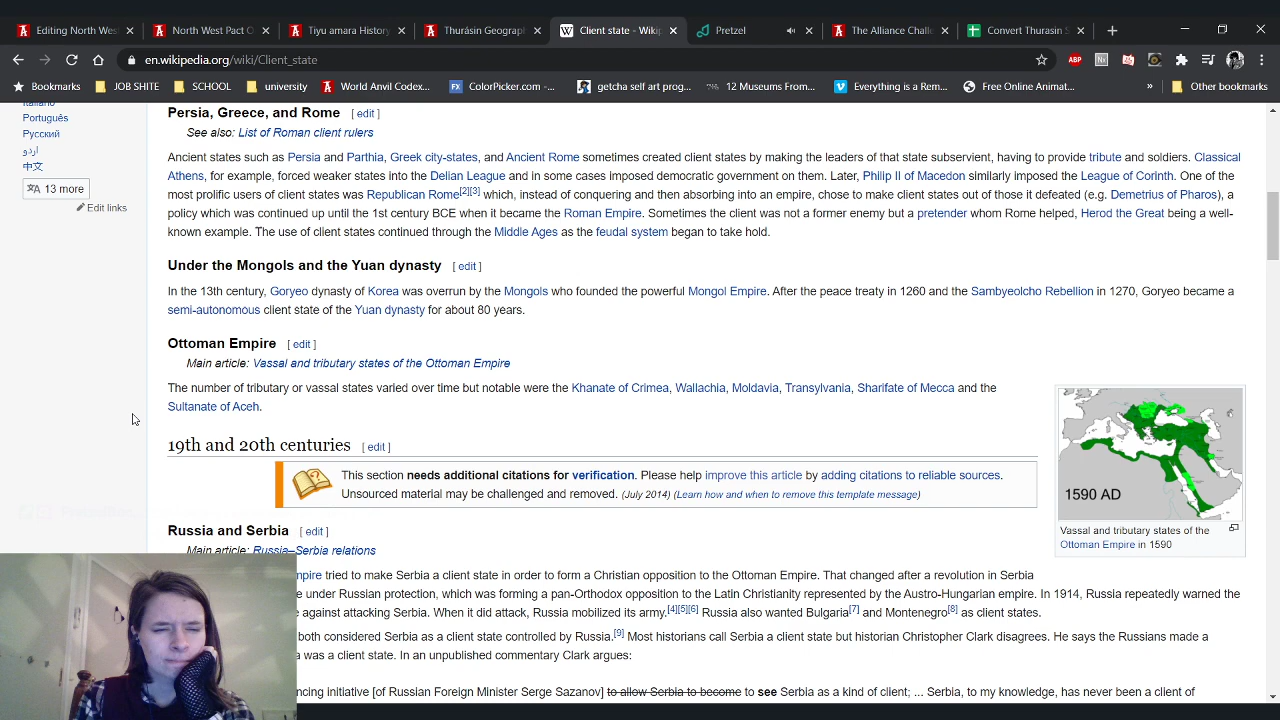 Editing North Wes
North West Pact O
Tiyu amara History
Thurásin Geograph
Client state - Wikip
Pretzel
The Alliance Challe
Convert Thurasin S
en.wikipedia.org/wiki/Client_state
Bookmarks
JOB SHITE
SCHOOL
university
World Anvil Codex...
ColorPicker.com -...
getcha self art prog...
12 Museums From...
Everything is a Rem...
Free Online Animat...
Other bookmarks
Italiano
Português
Русский
اردو
中文
13 more
Edit links
Persia, Greece, and Rome [edit]
See also: List of Roman client rulers
Ancient states such as Persia and Parthia, Greek city-states, and Ancient Rome sometimes created client states by making the leaders of that state subservient, having to provide tribute and soldiers. Classical
Athens, for example, forced weaker states into the Delian League and in some cases imposed democratic government on them. Later, Philip II of Macedon similarly imposed the League of Corinth. One of the
most prolific users of client states was Republican Rome[2][3] which, instead of conquering and then absorbing into an empire, chose to make client states out of those it defeated (e.g. Demetrius of Pharos), a
policy which was continued up until the 1st century BCE when it became the Roman Empire. Sometimes the client was not a former enemy but a pretender whom Rome helped, Herod the Great being a well-
known example. The use of client states continued through the Middle Ages as the feudal system began to take hold.
Under the Mongols and the Yuan dynasty [edit]
In the 13th century, Goryeo dynasty of Korea was overrun by the Mongols who founded the powerful Mongol Empire. After the peace treaty in 1260 and the Sambyeolcho Rebellion in 1270, Goryeo became a
semi-autonomous client state of the Yuan dynasty for about 80 years.
Ottoman Empire [edit]
Main article: Vassal and tributary states of the Ottoman Empire
The number of tributary or vassal states varied over time but notable were the Khanate of Crimea, Wallachia, Moldavia, Transylvania, Sharifate of Mecca and the
Sultanate of Aceh.
1590 AD
Vassal and tributary states of the
Ottoman Empire in 1590
19th and 20th centuries [edit]
This section needs additional citations for verification. Please help improve this article by adding citations to reliable sources.
Unsourced material may be challenged and removed. (July 2014) (Learn how and when to remove this template message)
Russia and Serbia [edit]
Main article: Russia–Serbia relations
mpire tried to make Serbia a client state in order to form a Christian opposition to the Ottoman Empire. That changed after a revolution in Serbia
e under Russian protection, which was forming a pan-Orthodox opposition to the Latin Christianity represented by the Austro-Hungarian empire. In 1914, Russia repeatedly warned the
e against attacking Serbia. When it did attack, Russia mobilized its army.[4][5][6] Russia also wanted Bulgaria[7] and Montenegro[8] as client states.
both considered Serbia as a client state controlled by Russia.[9] Most historians call Serbia a client state but historian Christopher Clark disagrees. He says the Russians made a
a was a client state. In an unpublished commentary Clark argues:
ncing initiative [of Russian Foreign Minister Serge Sazanov] to allow Serbia to become to see Serbia as a kind of client; ... Serbia, to my knowledge, has never been a client of